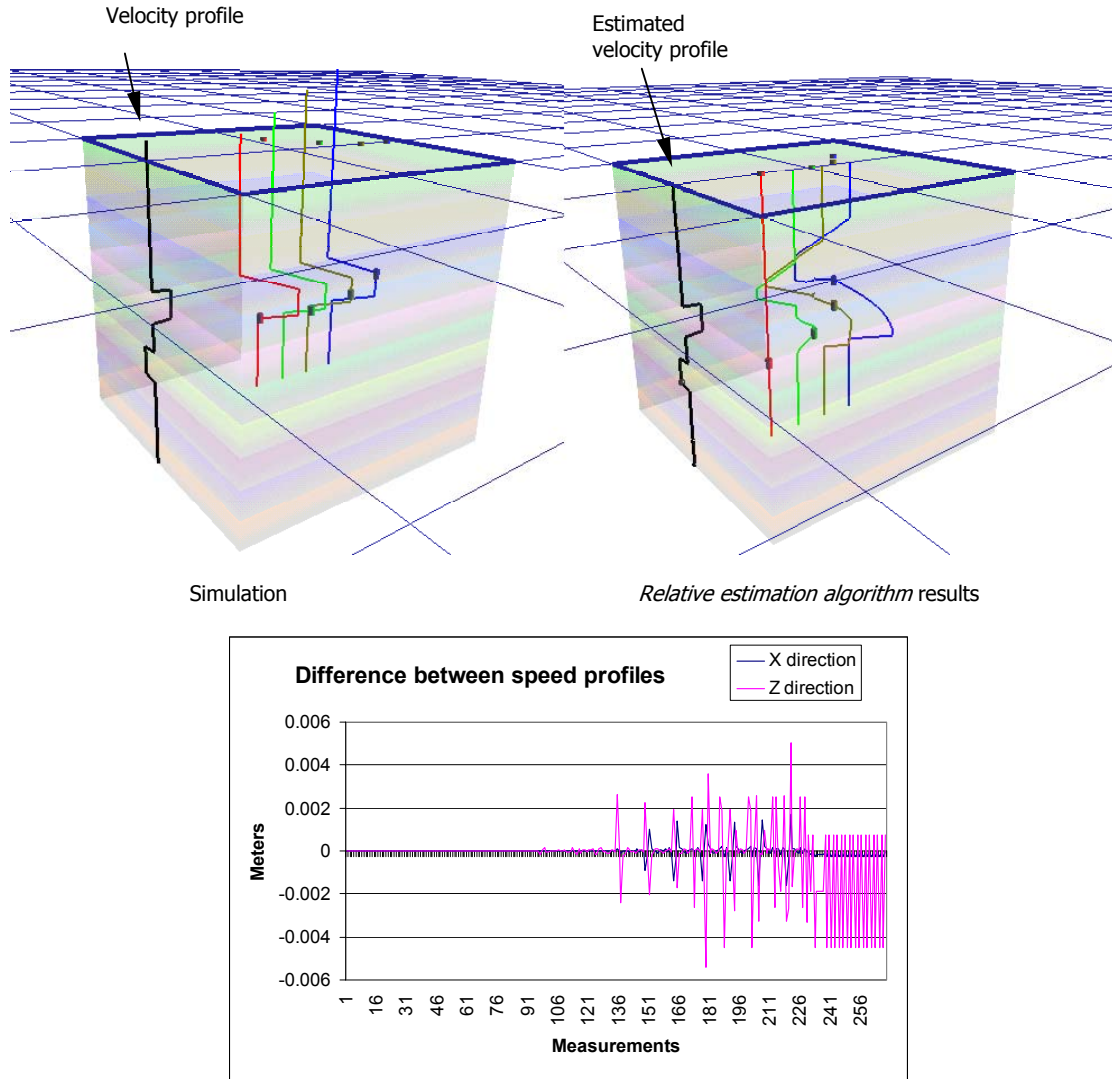 Velocity profile
Estimated
velocity profile
Simulation
Relative estimation algorithm results
Difference between speed profiles
X direction
Z direction
0.006
0.004
0.002
0
-0.002
-0.004
-0.006
Meters
1 16 31 46 61 76 91 106 121 136 151 166 181 196 211 226 241 256
Measurements